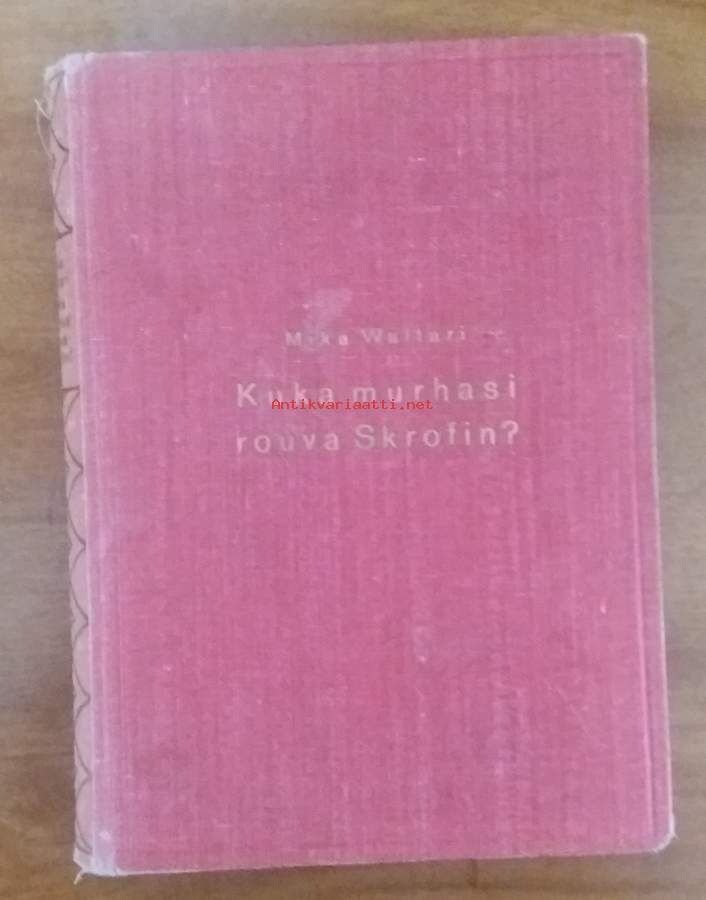 Mika Waltari
Kuka murhasi
Antikvariaatti.net
rouva Skrofin?